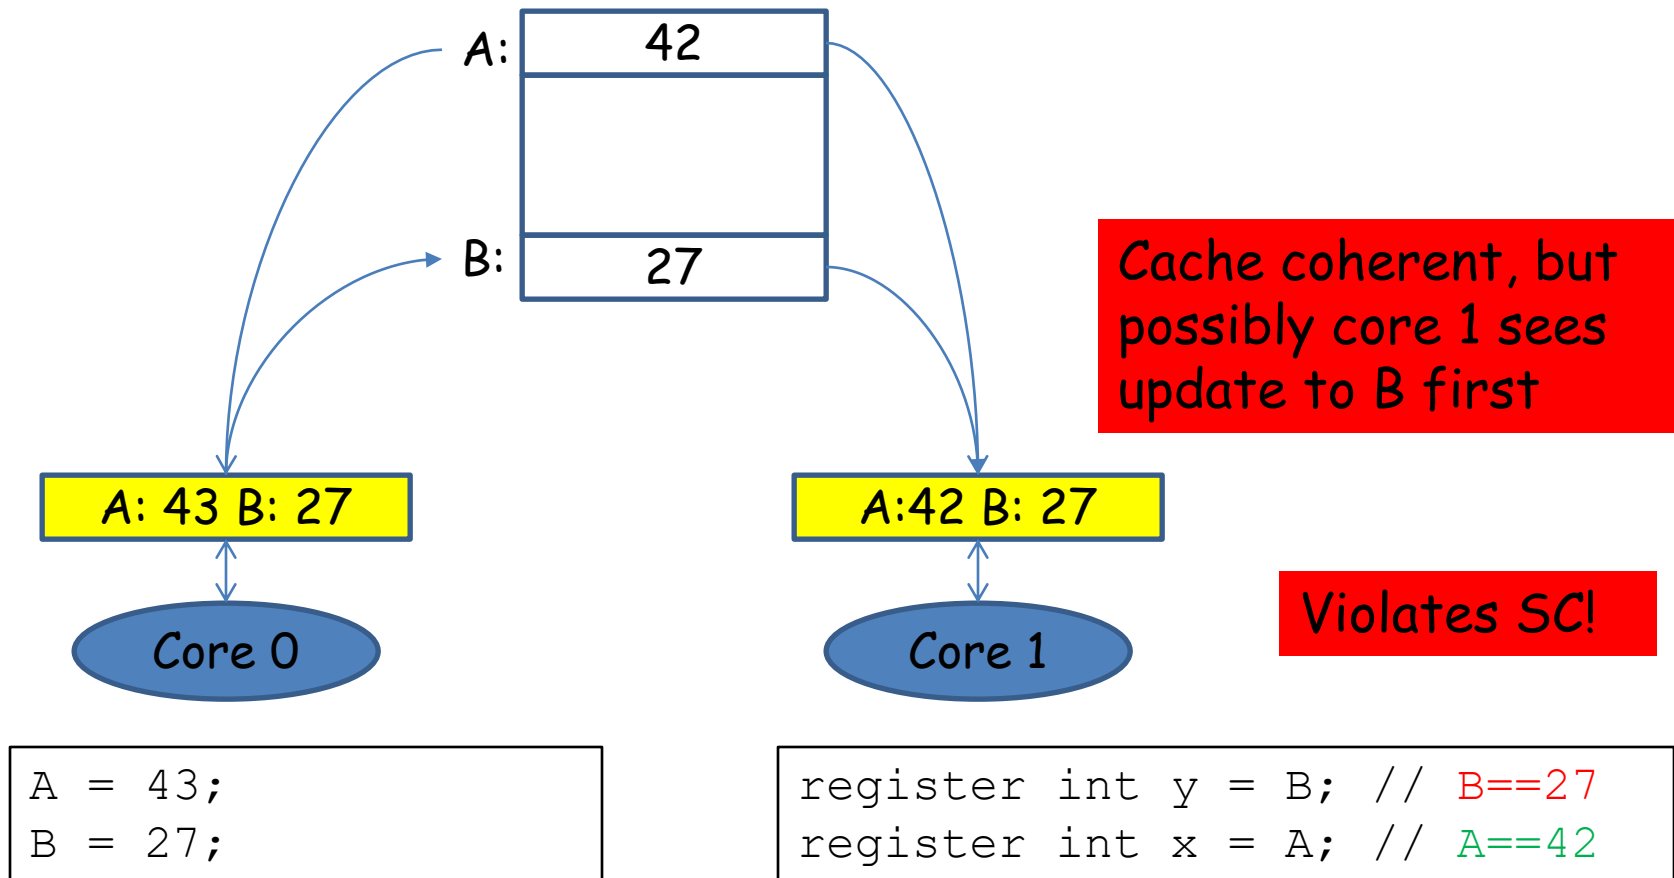 A:
42
B:
27
Cache coherent, but
possibly core 1 sees
update to B first
A: 43 B: 27
A:42 B: 27
Violates SC!
Core 0
Core 1
A = 43;
B = 27;
register int y = B; // B==27
register int x = A; // A==42